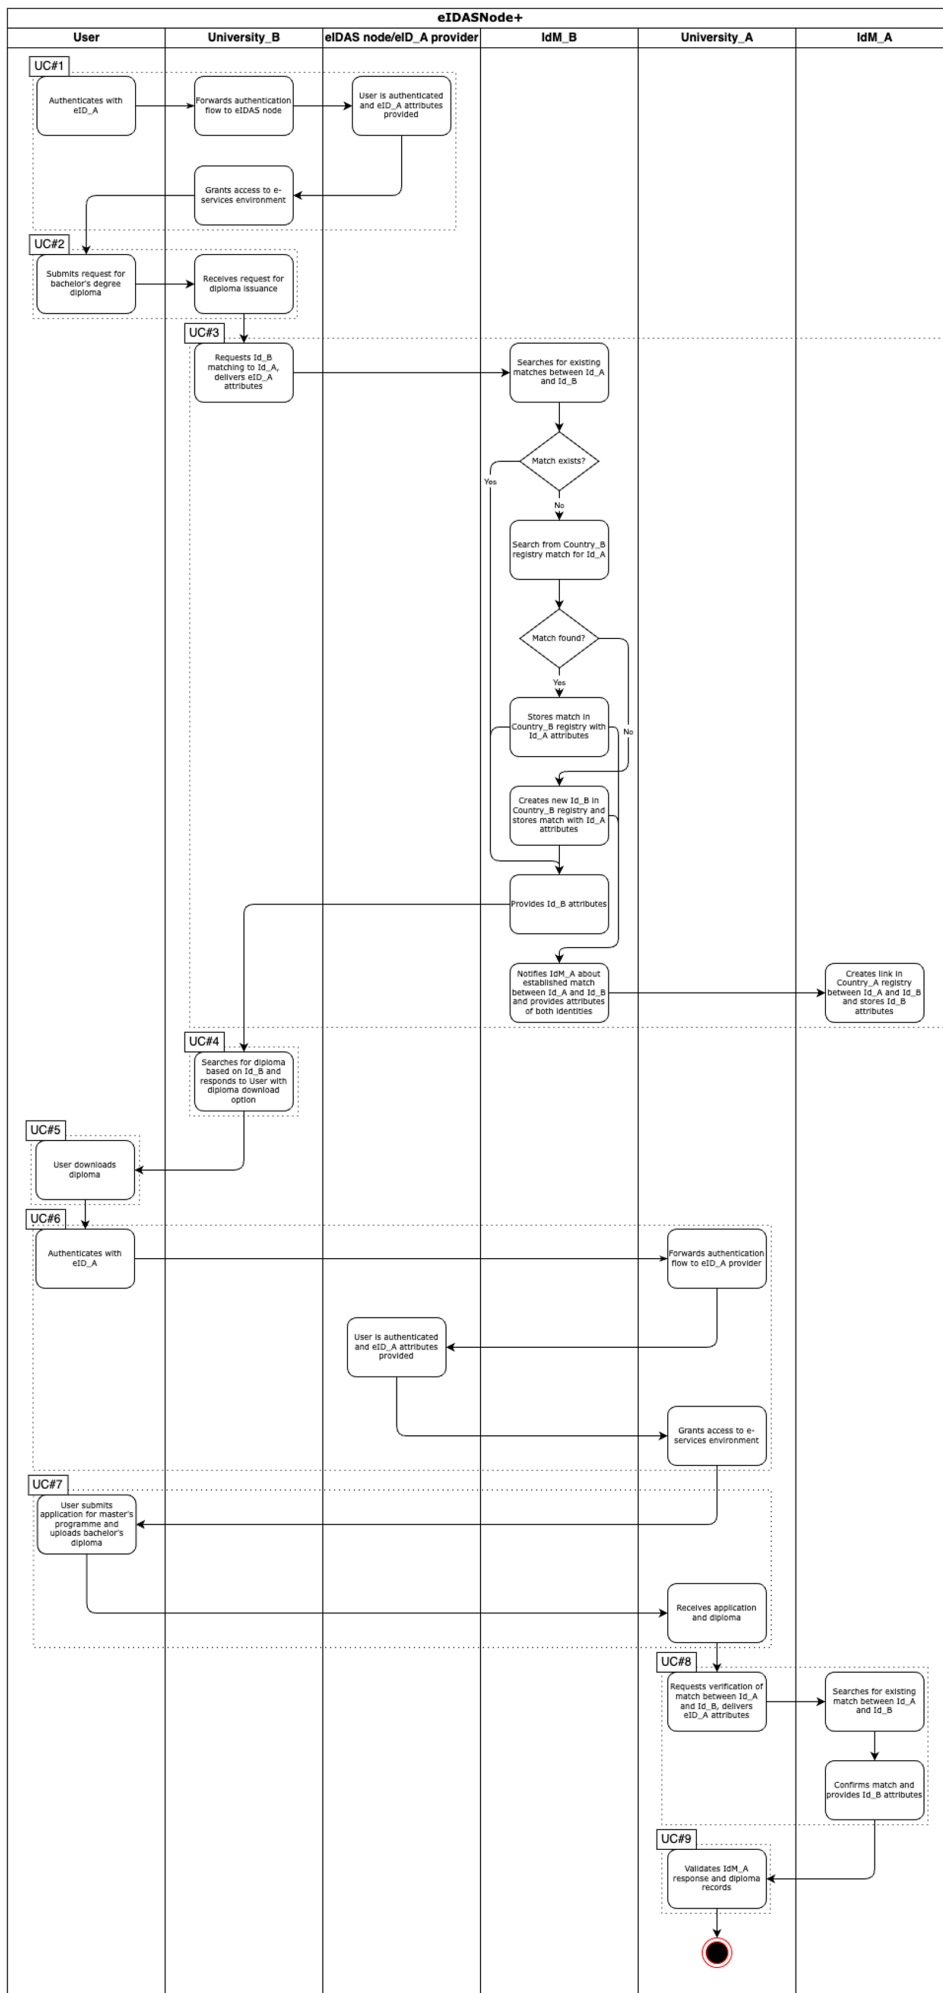 eIDASNode+
User
University_B
eIDAS node/eID_A provider
IdM_B
University_A
IdM_A
UC#1
Authenticates with
eID_A
Forwards authentication
flow to eIDAS node
User is authenticated
and eID_A attributes
provided
Grants access to e-
services environment
UC#2
Submits request for
bachelor's degree
diploma
Receives request for
diploma issuance
UC#3
Requests Id_B
matching to Id_A,
delivers eID_A
attributes
Searches for existing
matches between Id_A
and Id_B
Match exists?
Yes
No
Search from Country_B
registry match for Id_A
Match found?
Yes
Stores match in
Country_B registry with
Id_A attributes
No
Creates new Id_B in
Country_B registry and
stores match with Id_A
attributes
Provides Id_B attributes
Notifies IdM_A about
established match
between Id_A and Id_B
and provides attributes
of both identities
Creates link in
Country_A registry
between Id_A and Id_B
and stores Id_B
attributes
UC#4
Searches for diploma
based on Id_B and
responds to User with
diploma download
option
UC#5
User downloads
diploma
UC#6
Authenticates with
eID_A
Forwards authentication
flow to eID_A provider
User is authenticated
and eID_A attributes
provided
Grants access to e-
services environment
UC#7
User submits
application for master's
programme and
uploads bachelor's
diploma
Receives application
and diploma
UC#8
Requests verification of
match between Id_A
and Id_B, delivers
eID_A attributes
Searches for existing
match between Id_A
and Id_B
Confirms match and
provides Id_B attributes
UC#9
Validates IdM_A
response and diploma
records